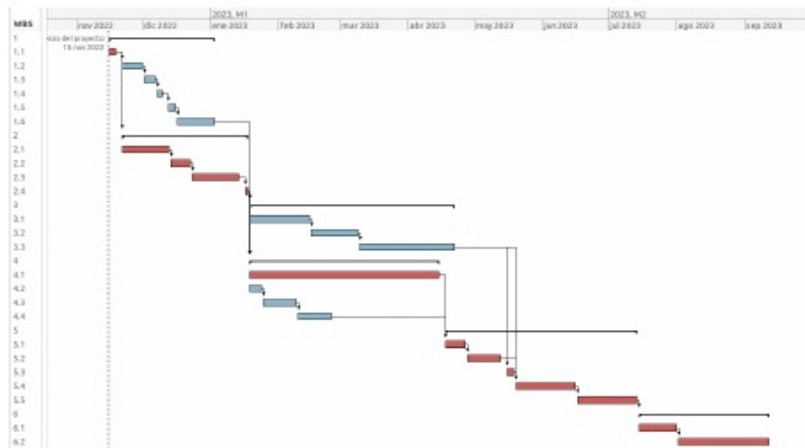 WBS
2023, M1
2023, M2
nov 2022
dic 2022
ene 2023
feb 2023
mar 2023
abr 2023
may 2023
jun 2023
jul 2023
ago 2023
sep 2023
del proyecto
15 nov 2022
1
1.1
1.2
1.3
1.4
1.5
1.6
2
2.1
2.2
2.3
2.4
3
3.1
3.2
3.3
4
4.1
4.2
4.3
4.4
5
5.1
5.2
5.3
5.4
5.5
6
6.1
6.2